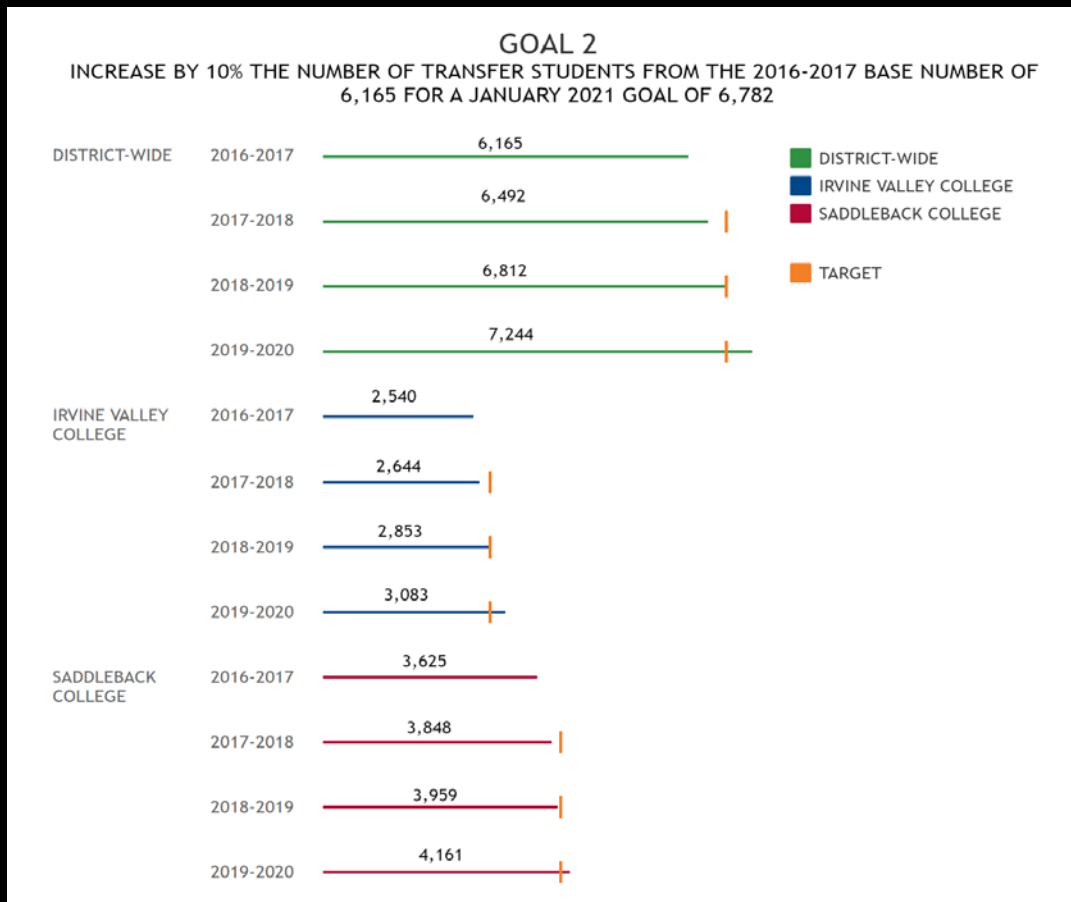 GOAL 2
INCREASE BY 10% THE NUMBER OF TRANSFER STUDENTS FROM THE 2016-2017 BASE NUMBER OF
6,165 FOR A JANUARY 2021 GOAL OF 6,782
DISTRICT-WIDE 2016-2017 6,165
2017-2018 6,492
2018-2019 6,812
2019-2020 7,244
IRVINE VALLEY
COLLEGE
2016-2017 2,540
2017-2018 2,644
2018-2019 2,853
2019-2020 3,083
SADDLEBACK
COLLEGE
2016-2017 3,625
2017-2018 3,848
2018-2019 3,959
2019-2020 4,161
DISTRICT-WIDE
IRVINE VALLEY COLLEGE
SADDLEBACK COLLEGE
TARGET